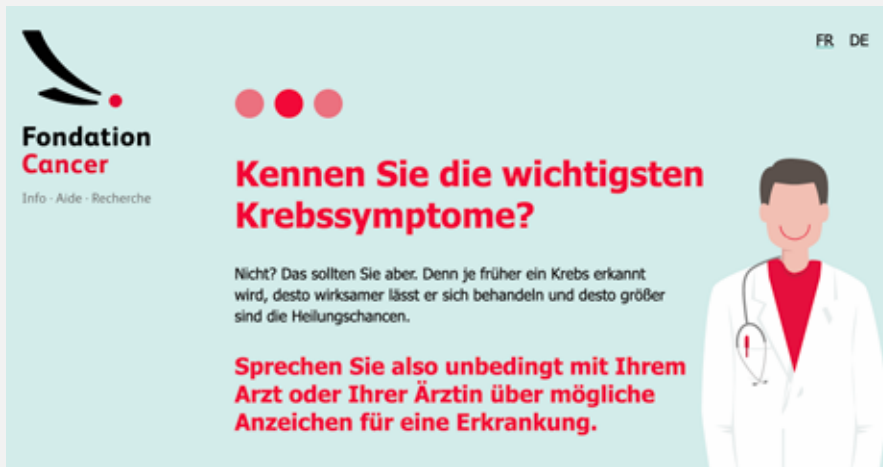 FR DE
Fondation
Cancer
Info · Aide · Recherche
Kennen Sie die wichtigsten
Krebssymptome?
Nicht? Das sollten Sie aber. Denn je früher ein Krebs erkannt
wird, desto wirksamer lässt er sich behandeln und desto größer
sind die Heilungschancen.
Sprechen Sie also unbedingt mit Ihrem
Arzt oder Ihrer Ärztin über mögliche
Anzeichen für eine Erkrankung.